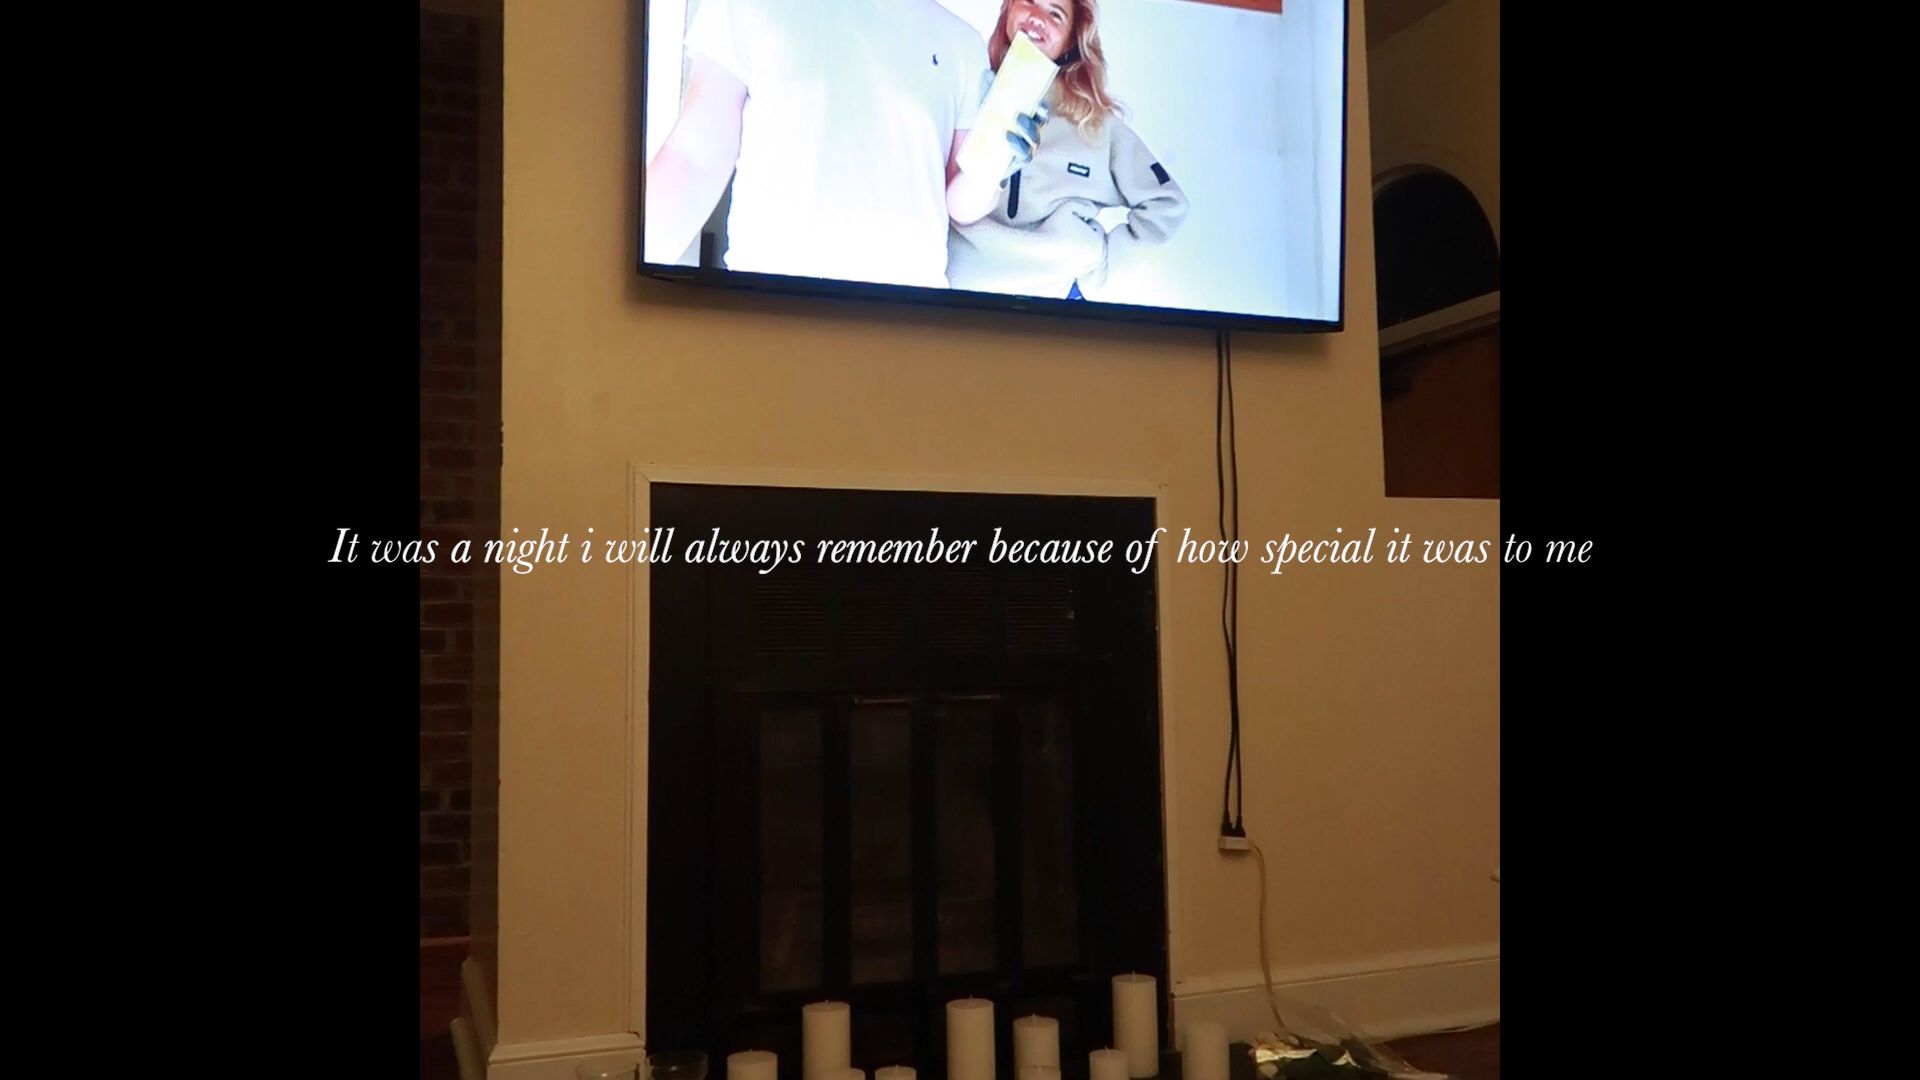 It was a night i will always remember because of how special it was to me